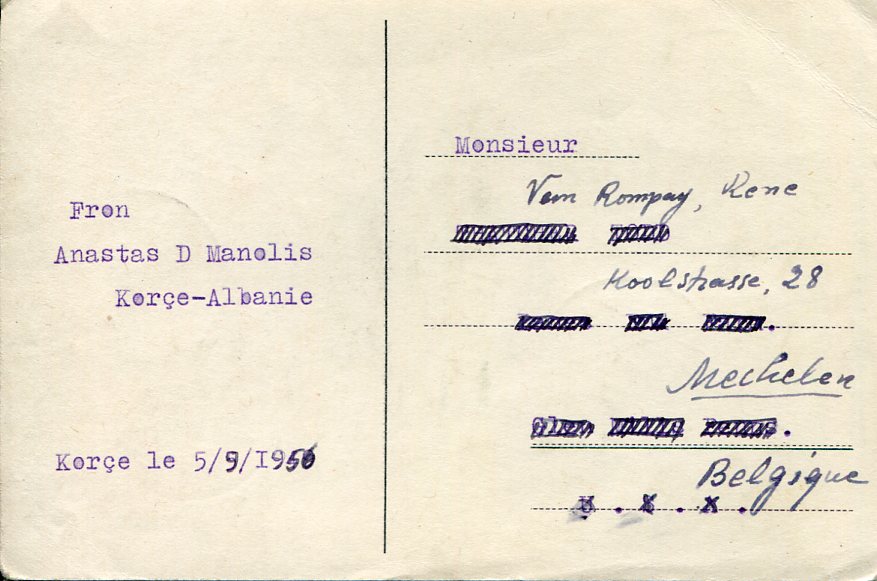 Fron
Anastas D Manolis
Korçe-Albanie
Korçe le 5/9/I956
Monsieur
Van Rompay, Rene
Koolstrasse, 28
Mechelen
Belgique